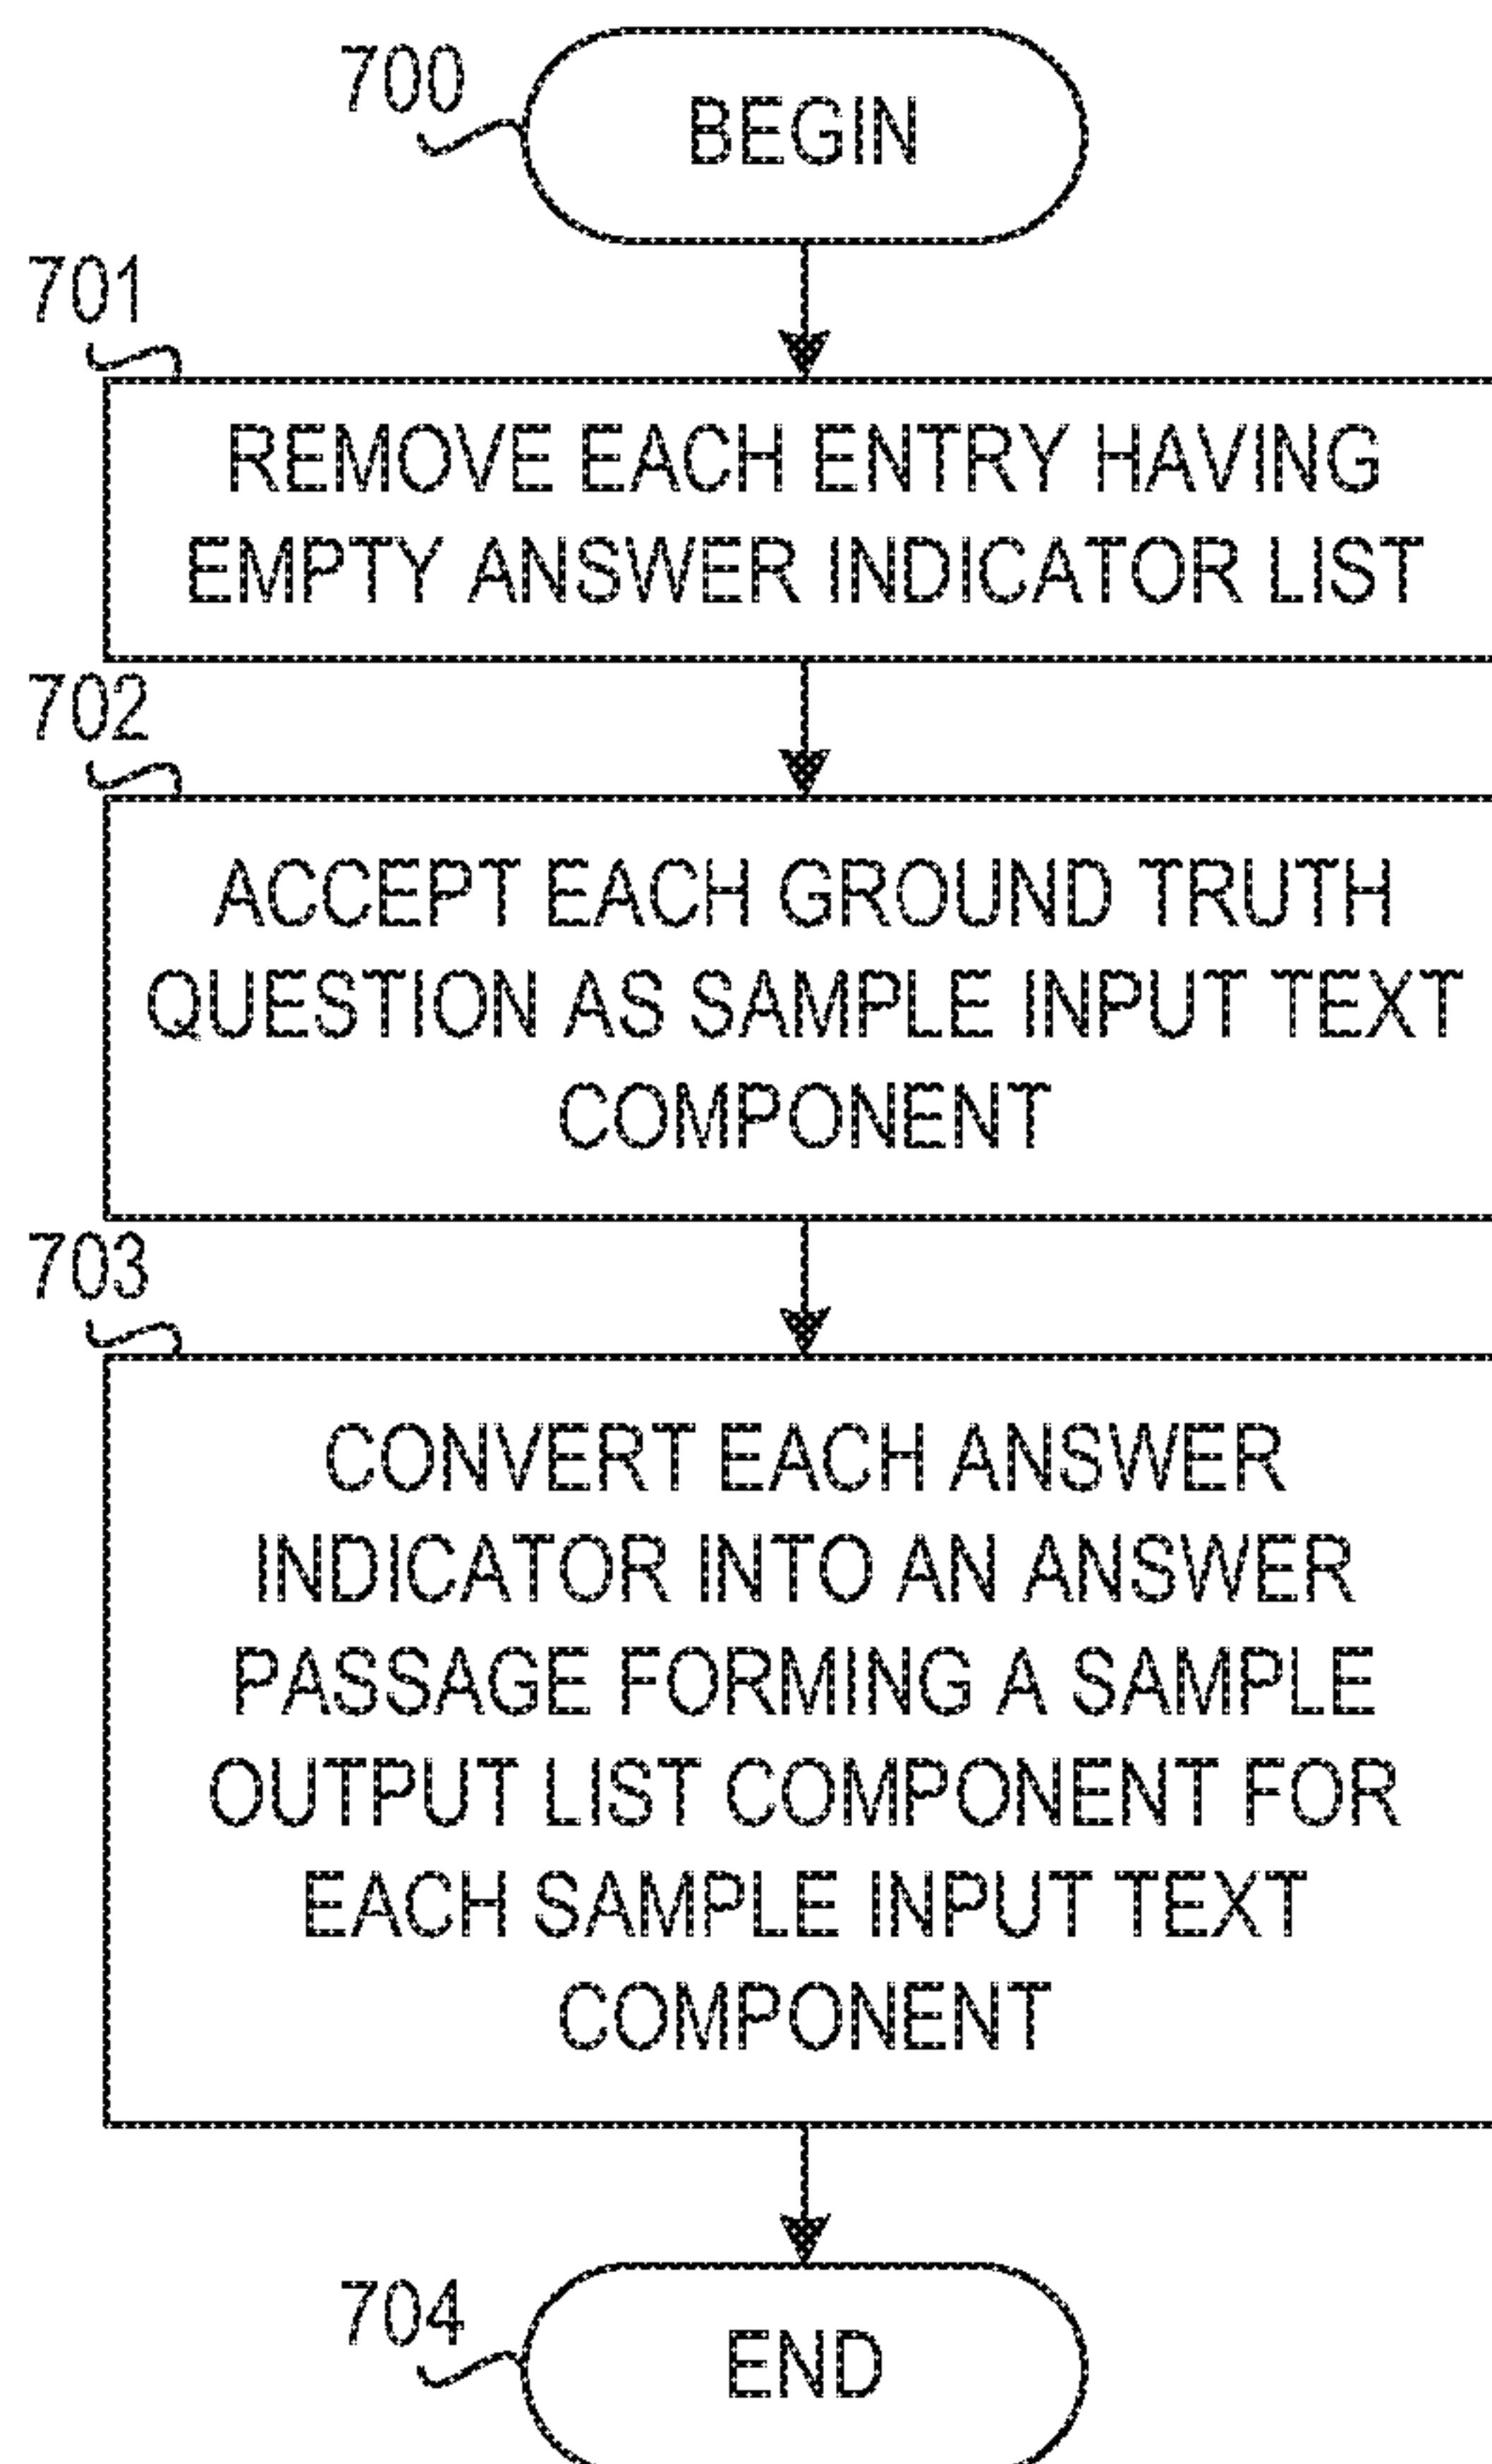 700
BEGIN
701
REMOVE EACH ENTRY HAVING
EMPTY ANSWER INDICATOR LIST
702
ACCEPT EACH GROUND TRUTH
QUESTION AS SAMPLE INPUT TEXT
COMPONENT
703
CONVERT EACH ANSWER
INDICATOR INTO AN ANSWER
PASSAGE FORMING A SAMPLE
OUTPUT LIST COMPONENT FOR
EACH SAMPLE INPUT TEXT
COMPONENT
704
END